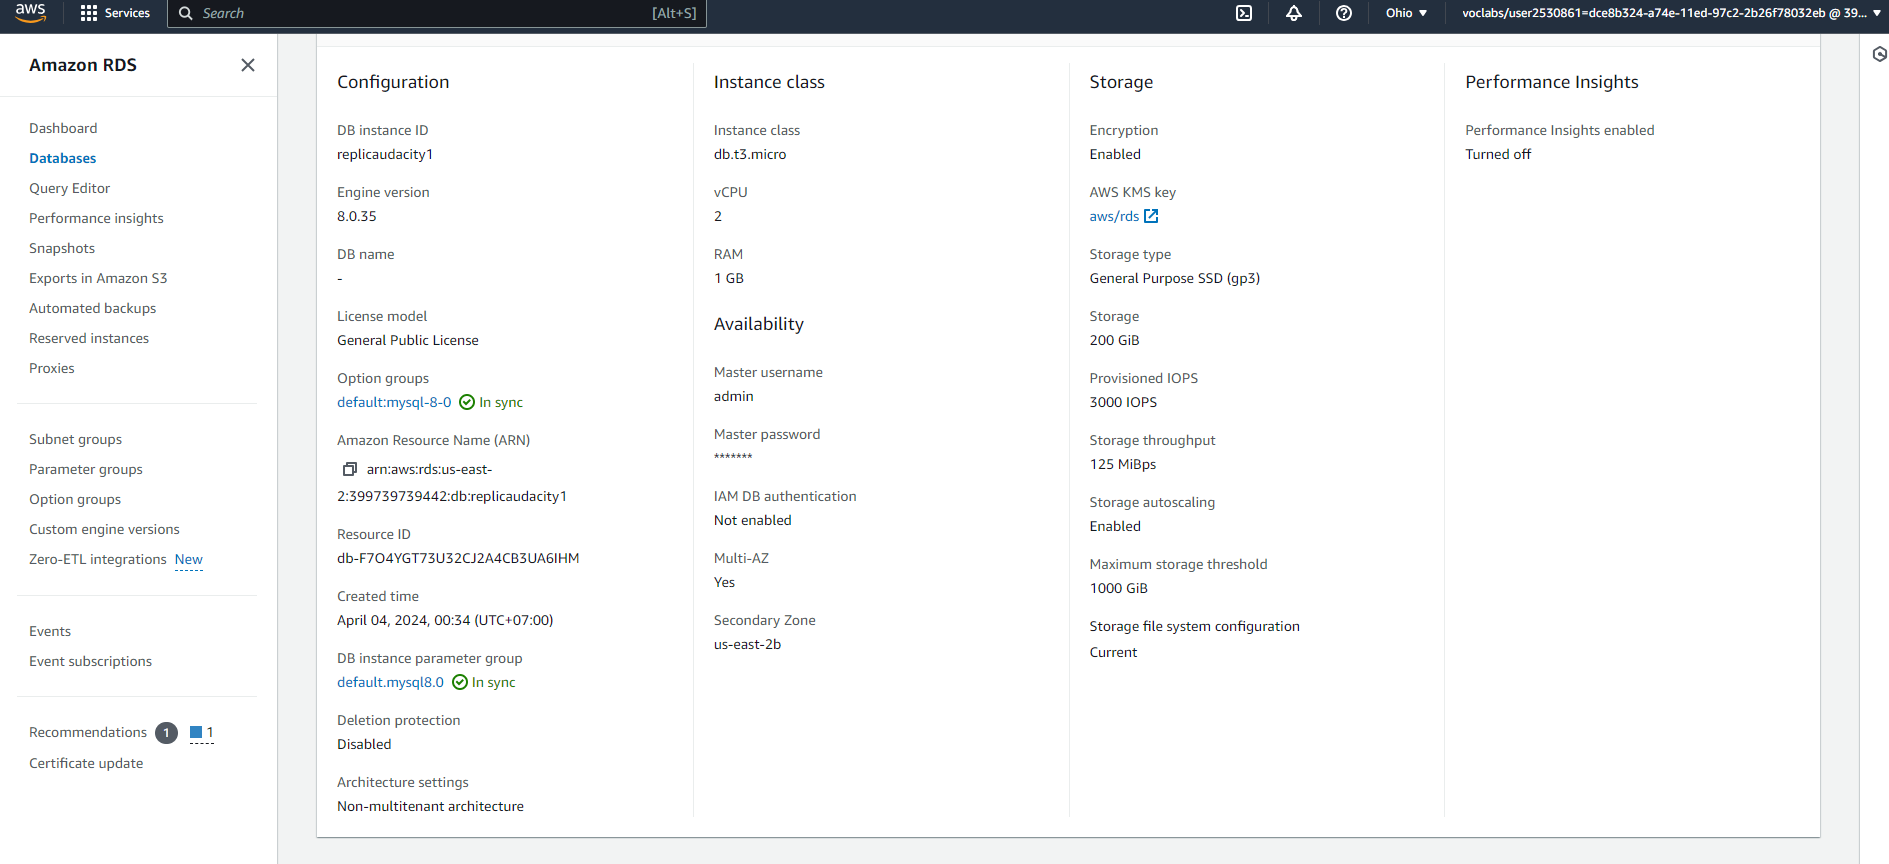 aws
Services
Search
[Alt+S]
Ohio
voclabs/user2530861=dce8b324-a74e-11ed-97c2-2b26f78032eb @ 39...
Amazon RDS
Dashboard
Databases
Query Editor
Performance insights
Snapshots
Exports in Amazon S3
Automated backups
Reserved instances
Proxies
Subnet groups
Parameter groups
Option groups
Custom engine versions
Zero-ETL integrations New
Events
Event subscriptions
Recommendations 1 1
Certificate update
Configuration
DB instance ID
replicaudacity1
Engine version
8.0.35
DB name
-
License model
General Public License
Option groups
default:mysql-8-0 In sync
Amazon Resource Name (ARN)
arn:aws:rds:us-east-
2:399739739442:db:replicaudacity1
Resource ID
db-F7O4YGT73U32CJ2A4CB3UA6IHM
Created time
April 04, 2024, 00:34 (UTC+07:00)
DB instance parameter group
default.mysql8.0 In sync
Deletion protection
Disabled
Architecture settings
Non-multitenant architecture
Instance class
Instance class
db.t3.micro
vCPU
2
RAM
1 GB
Availability
Master username
admin
Master password
*******
IAM DB authentication
Not enabled
Multi-AZ
Yes
Secondary Zone
us-east-2b
Storage
Encryption
Enabled
AWS KMS key
aws/rds
Storage type
General Purpose SSD (gp3)
Storage
200 GiB
Provisioned IOPS
3000 IOPS
Storage throughput
125 MiBps
Storage autoscaling
Enabled
Maximum storage threshold
1000 GiB
Storage file system configuration
Current
Performance Insights
Performance Insights enabled
Turned off